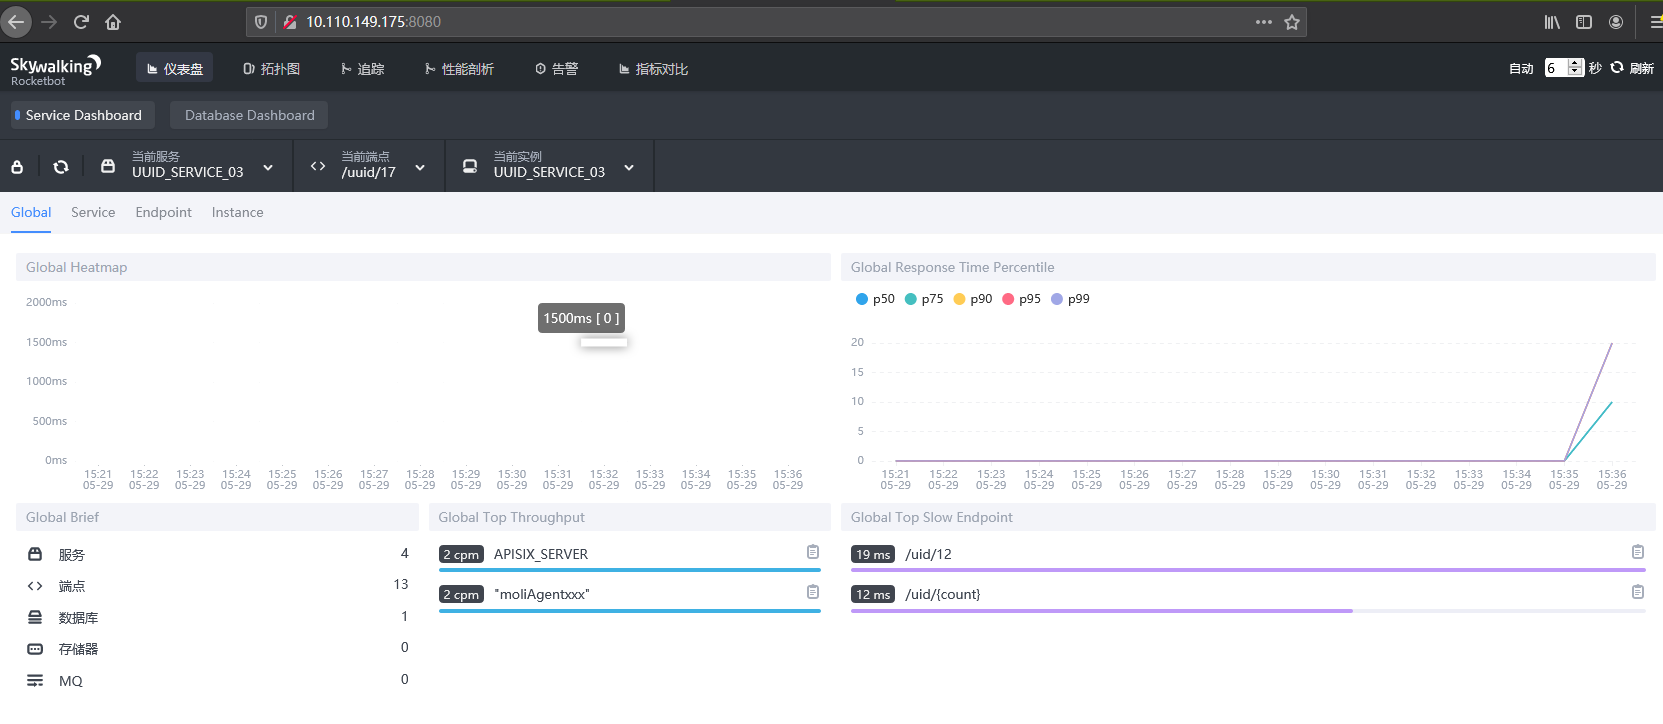 10.110.149.175:8080
Skywalking
Rocketbot
仪表盘 拓扑图 追踪 性能剖析 告警 指标对比
自动 6 秒 刷新
Service Dashboard Database Dashboard
当前服务 当前端点 当前实例
UUID_SERVICE_03 /uuid/17 UUID_SERVICE_03
Global Service Endpoint Instance
Global Heatmap
2000ms
1500ms
1000ms
500ms
0ms
1500ms [ 0 ]
15:21 15:22 15:23 15:24 15:25 15:26 15:27 15:28 15:29 15:30 15:31 15:32 15:33 15:34 15:35 15:36
05-29 05-29 05-29 05-29 05-29 05-29 05-29 05-29 05-29 05-29 05-29 05-29 05-29 05-29 05-29 05-29
Global Response Time Percentile
p50 p75 p90 p95 p99
20
15
10
5
0
15:21 15:22 15:23 15:24 15:25 15:26 15:27 15:28 15:29 15:30 15:31 15:32 15:33 15:34 15:35 15:36
05-29 05-29 05-29 05-29 05-29 05-29 05-29 05-29 05-29 05-29 05-29 05-29 05-29 05-29 05-29 05-29
Global Brief
服务 4
端点 13
数据库 1
存储器 0
MQ 0
Global Top Throughput
2 cpm APISIX_SERVER
2 cpm "moliAgentxxx"
Global Top Slow Endpoint
19 ms /uid/12
12 ms /uid/{count}